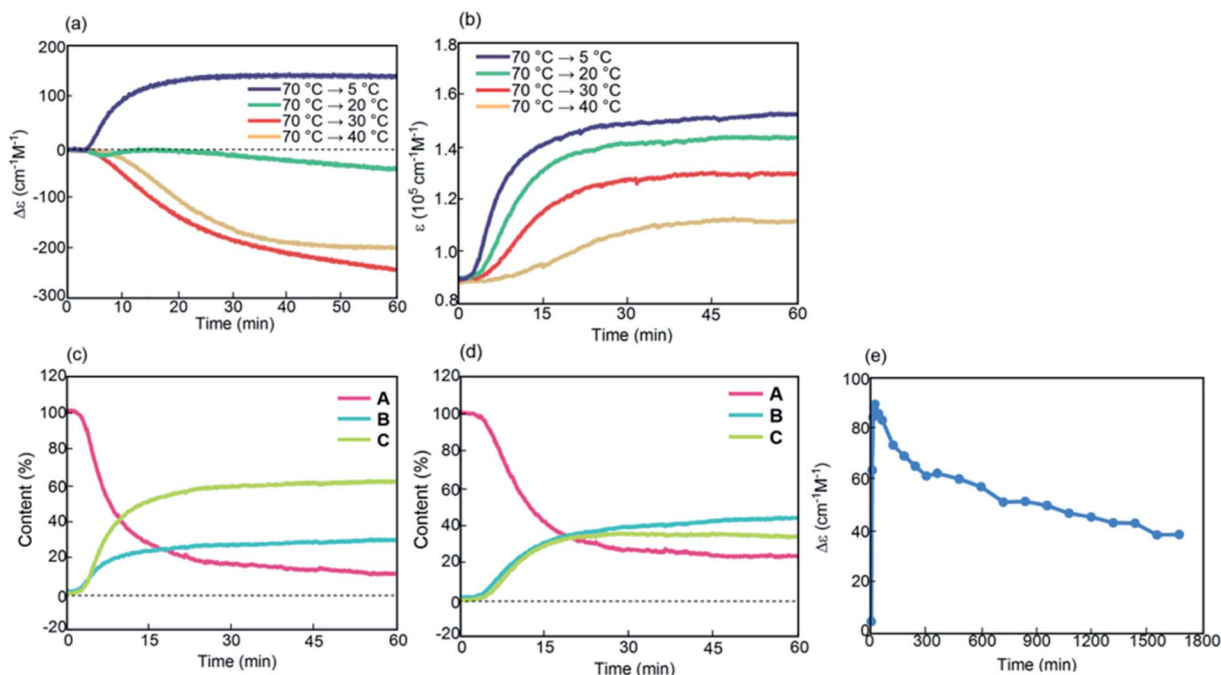 (a)
200
100
0
-100
-200
-300
Δε (cm⁻¹M⁻¹)
70 °C → 5 °C
70 °C → 20 °C
70 °C → 30 °C
70 °C → 40 °C
0 10 20 30 40 50 60
Time (min)
(b)
1.8
1.6
1.4
1.2
1.0
0.8
ε (10⁵ cm⁻¹M⁻¹)
70 °C → 5 °C
70 °C → 20 °C
70 °C → 30 °C
70 °C → 40 °C
0 15 30 45 60
Time (min)
(c)
120
100
80
60
40
20
0
-20
Content (%)
A
B
C
0 15 30 45 60
Time (min)
(d)
120
100
80
60
40
20
0
-20
Content (%)
A
B
C
0 15 30 45 60
Time (min)
(e)
100
80
60
40
20
0
Δε (cm⁻¹M⁻¹)
0 300 600 900 1200 1500 1800
Time (min)